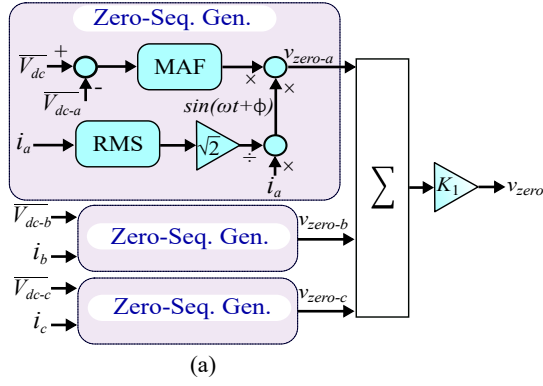 Zero-Seq. Gen.
V̅dc + - V̅dc-a
MAF
× × vzero-a
sin(ωt+ϕ)
ia RMS √2 ÷ × ia
V̅dc-b
ib
Zero-Seq. Gen.
vzero-b
V̅dc-c
ic
Zero-Seq. Gen.
vzero-c
∑
K1
vzero
(a)